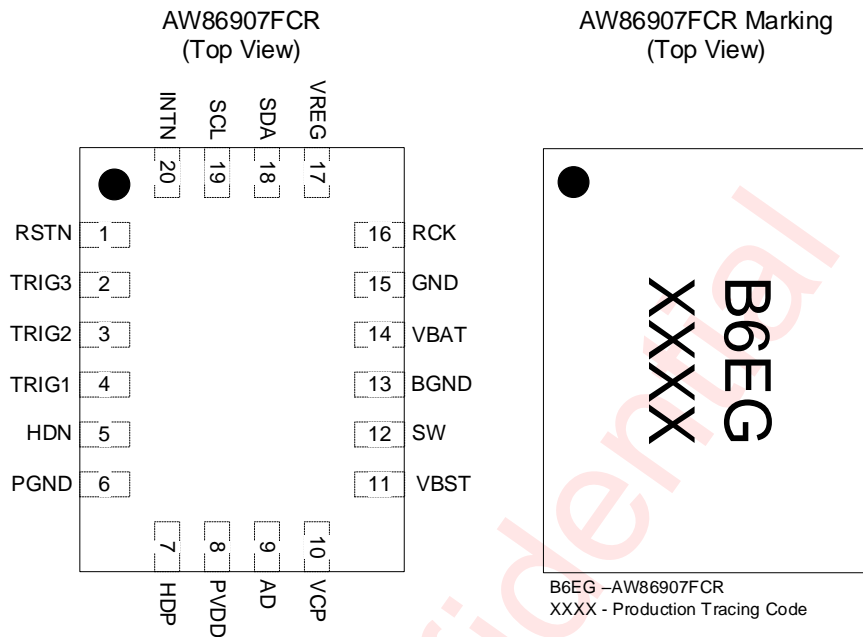 AW86907FCR
(Top View)
AW86907FCR Marking
(Top View)
INTN
SCL
SDA
VREG
20
19
18
17
RSTN 1
16 RCK
TRIG3 2
15 GND
TRIG2 3
14 VBAT
TRIG1 4
13 BGND
HDN 5
12 SW
PGND 6
11 VBST
7
8
9
10
HDP
PVDD
AD
VCP
B6EG
XXXX
B6EG –AW86907FCR
XXXX - Production Tracing Code